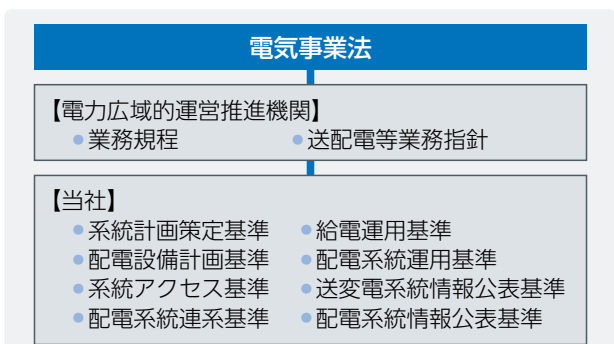 電気事業法
【電力広域的運営推進機関】
●業務規程 ●送配電等業務指針
【当社】
●系統計画策定基準 ●給電運用基準
●配電設備計画基準 ●配電系統運用基準
●系統アクセス基準 ●送変電系統情報公表基準
●配電系統連系基準 ●配電系統情報公表基準